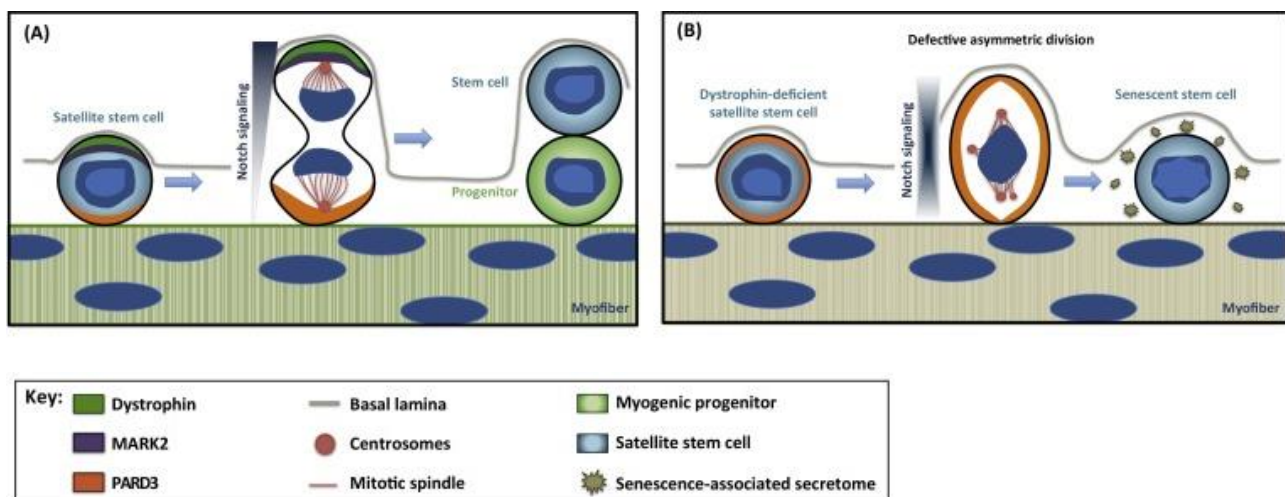 (A)
Satellite stem cell
Notch signaling
Stem cell
Progenitor
Myofiber
(B)
Defective asymmetric division
Dystrophin-deficient
satellite stem cell
Notch signaling
Senescent stem cell
Myofiber
Key:
Dystrophin
Basal lamina
Myogenic progenitor
MARK2
Centrosomes
Satellite stem cell
PARD3
Mitotic spindle
Senescence-associated secretome